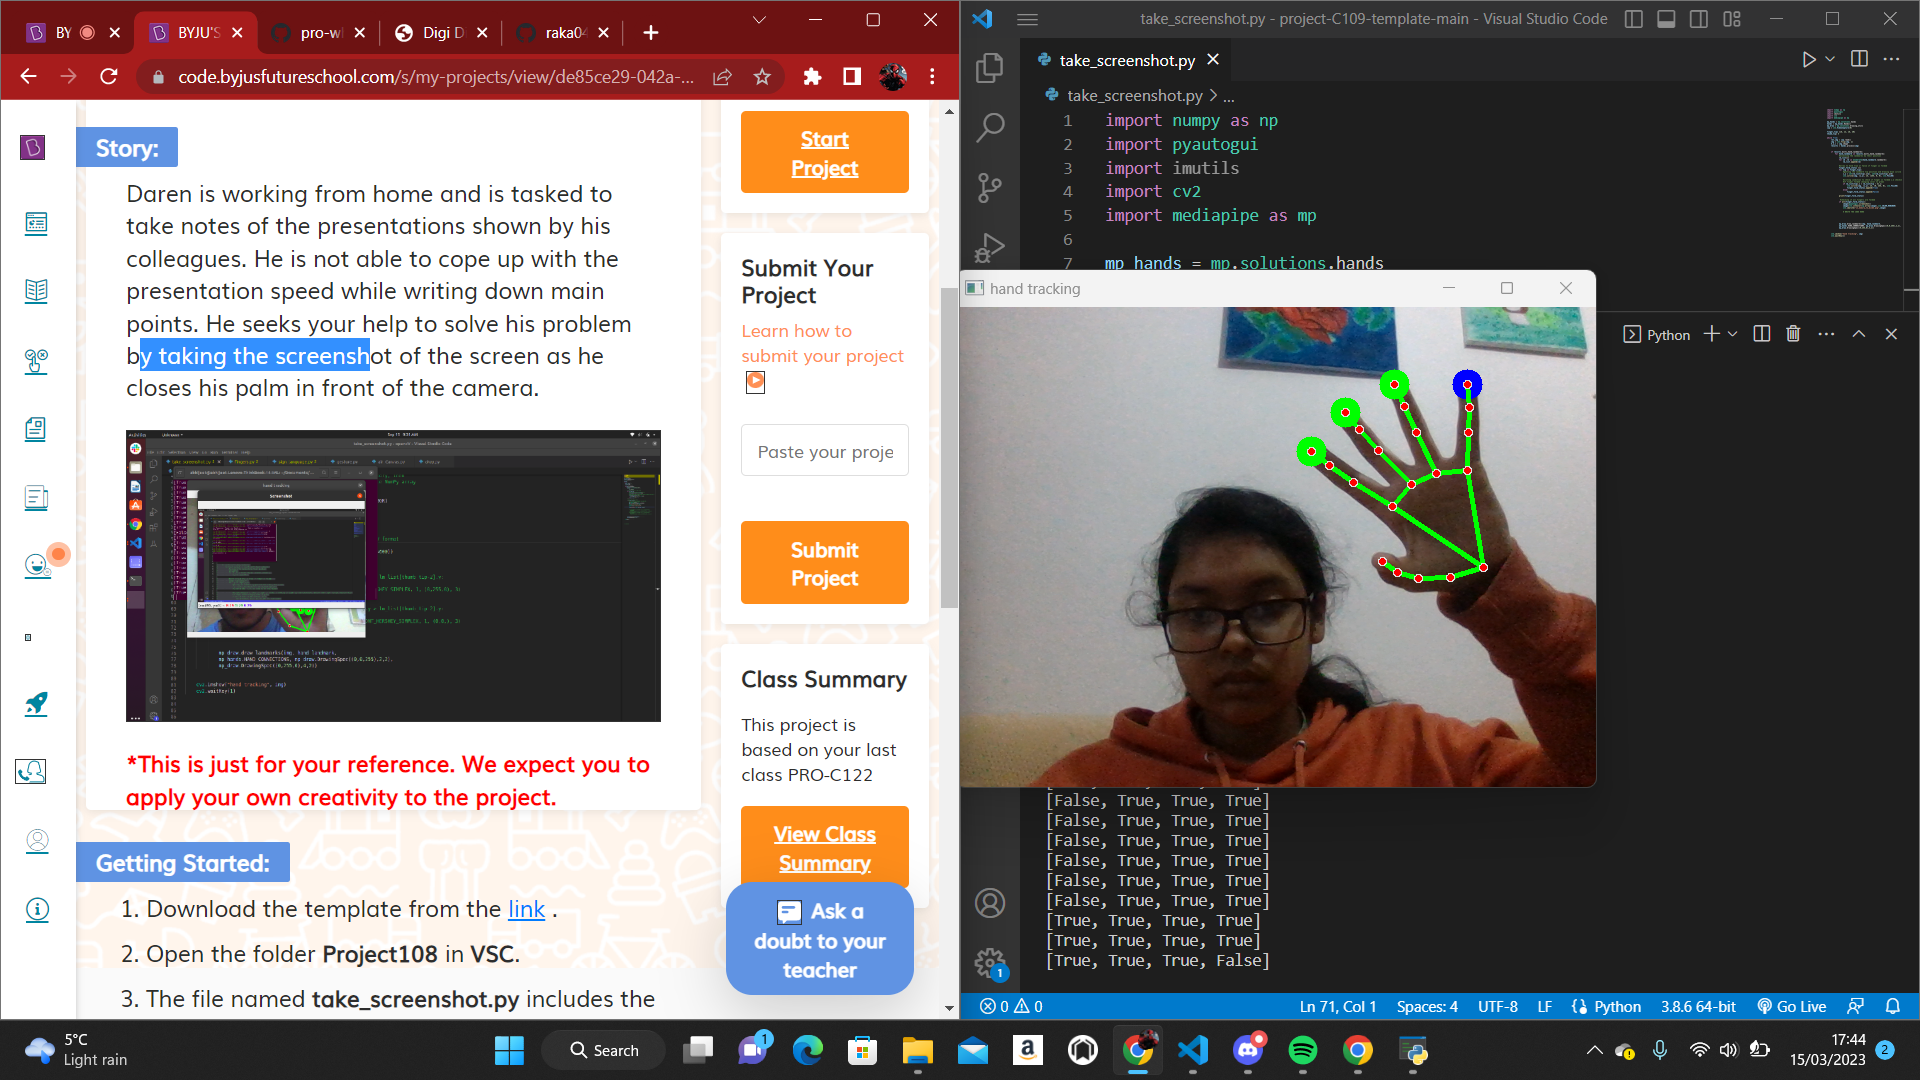 BY
BYJU'S
pro-wl
Digi D
raka04
code.byjusfutureschool.com/s/my-projects/view/de85ce29-042a-...
Story:
Daren is working from home and is tasked to
take notes of the presentations shown by his
colleagues. He is not able to cope up with the
presentation speed while writing down main
points. He seeks your help to solve his problem
by taking the screenshot of the screen as he
closes his palm in front of the camera.
*This is just for your reference. We expect you to
apply your own creativity to the project.
Getting Started:
1. Download the template from the link .
2. Open the folder Project108 in VSC.
3. The file named take_screenshot.py includes the
Start
Project
Submit Your
Project
Learn how to
submit your project
Paste your proje
Submit
Project
Class Summary
This project is
based on your last
class PRO-C122
View Class
Summary
Ask a
doubt to your
teacher
take_screenshot.py - project-C109-template-main - Visual Studio Code
take_screenshot.py
take_screenshot.py > ...
1 import numpy as np
2 import pyautogui
3 import imutils
4 import cv2
5 import mediapipe as mp
6
7 mp_hands = mp.solutions.hands
hand tracking
Python
[False, True, True, True]
[False, True, True, True]
[False, True, True, True]
[False, True, True, True]
[False, True, True, True]
[False, True, True, True]
[True, True, True, True]
[True, True, True, True]
[True, True, True, False]
1
0 0
Ln 71, Col 1
Spaces: 4
UTF-8
LF
Python
3.8.6 64-bit
Go Live
5°C
Light rain
Search
1
17:44
15/03/2023
2